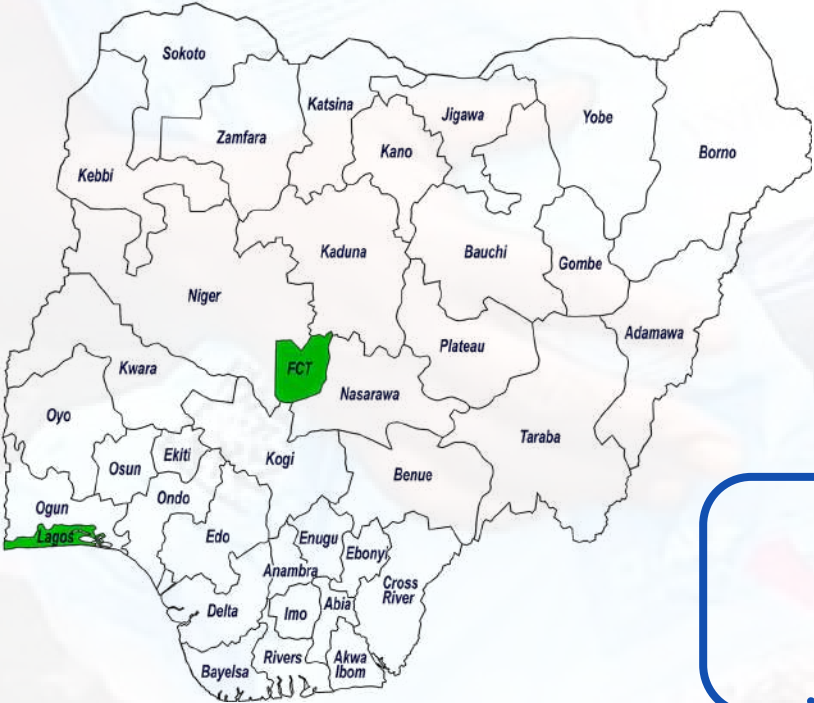 Sokoto
Katsina
Jigawa
Yobe
Zamfara
Kano
Borno
Kebbi
Kaduna
Bauchi
Gombe
Niger
Adamawa
Plateau
FCT
Kwara
Nasarawa
Oyo
Taraba
Ekiti
Osun
Kogi
Benue
Ondo
Ogun
Lagos
Edo
Enugu
Ebonyi
Anambra
Cross
River
Abia
Delta
Imo
Rivers
Akwa
Ibom
Bayelsa